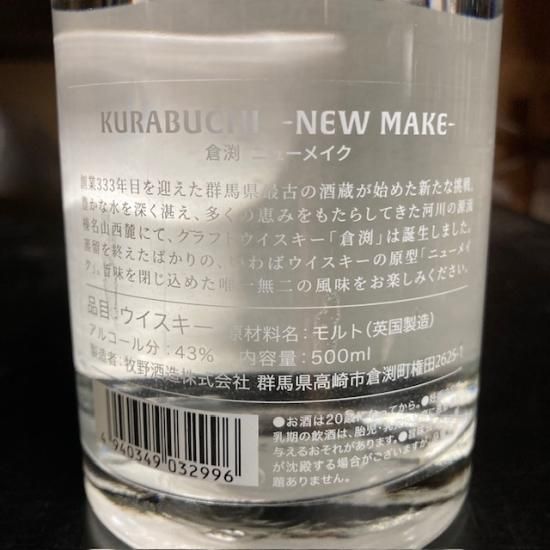 KURABUCHI -NEW MAKE-
倉渕 ニューメイク
創業333年目を迎えた群馬県最古の酒蔵が始めた新たな挑戦。
豊かな水を深く湛え、多くの恵みをもたらしてきた河川の源流
榛名山西麓にて、クラフトウイスキー「倉渕」は誕生しました。
蒸留を終えたばかりの、いわばウイスキーの原型「ニューメイ
ク」。旨味を閉じ込めた唯一無二の風味をお楽しみください。
品目：ウイスキー 原材料名：モルト（英国製造）
アルコール分：43% 内容量：500ml
製造者：牧野酒造株式会社 群馬県高崎市倉渕町権田2625-1
●お酒は20歳になってから。
乳期の飲酒は、胎児・乳
与えるおそれがあります。
が沈殿する場合がございますが
題ありません。
4 940349 032996